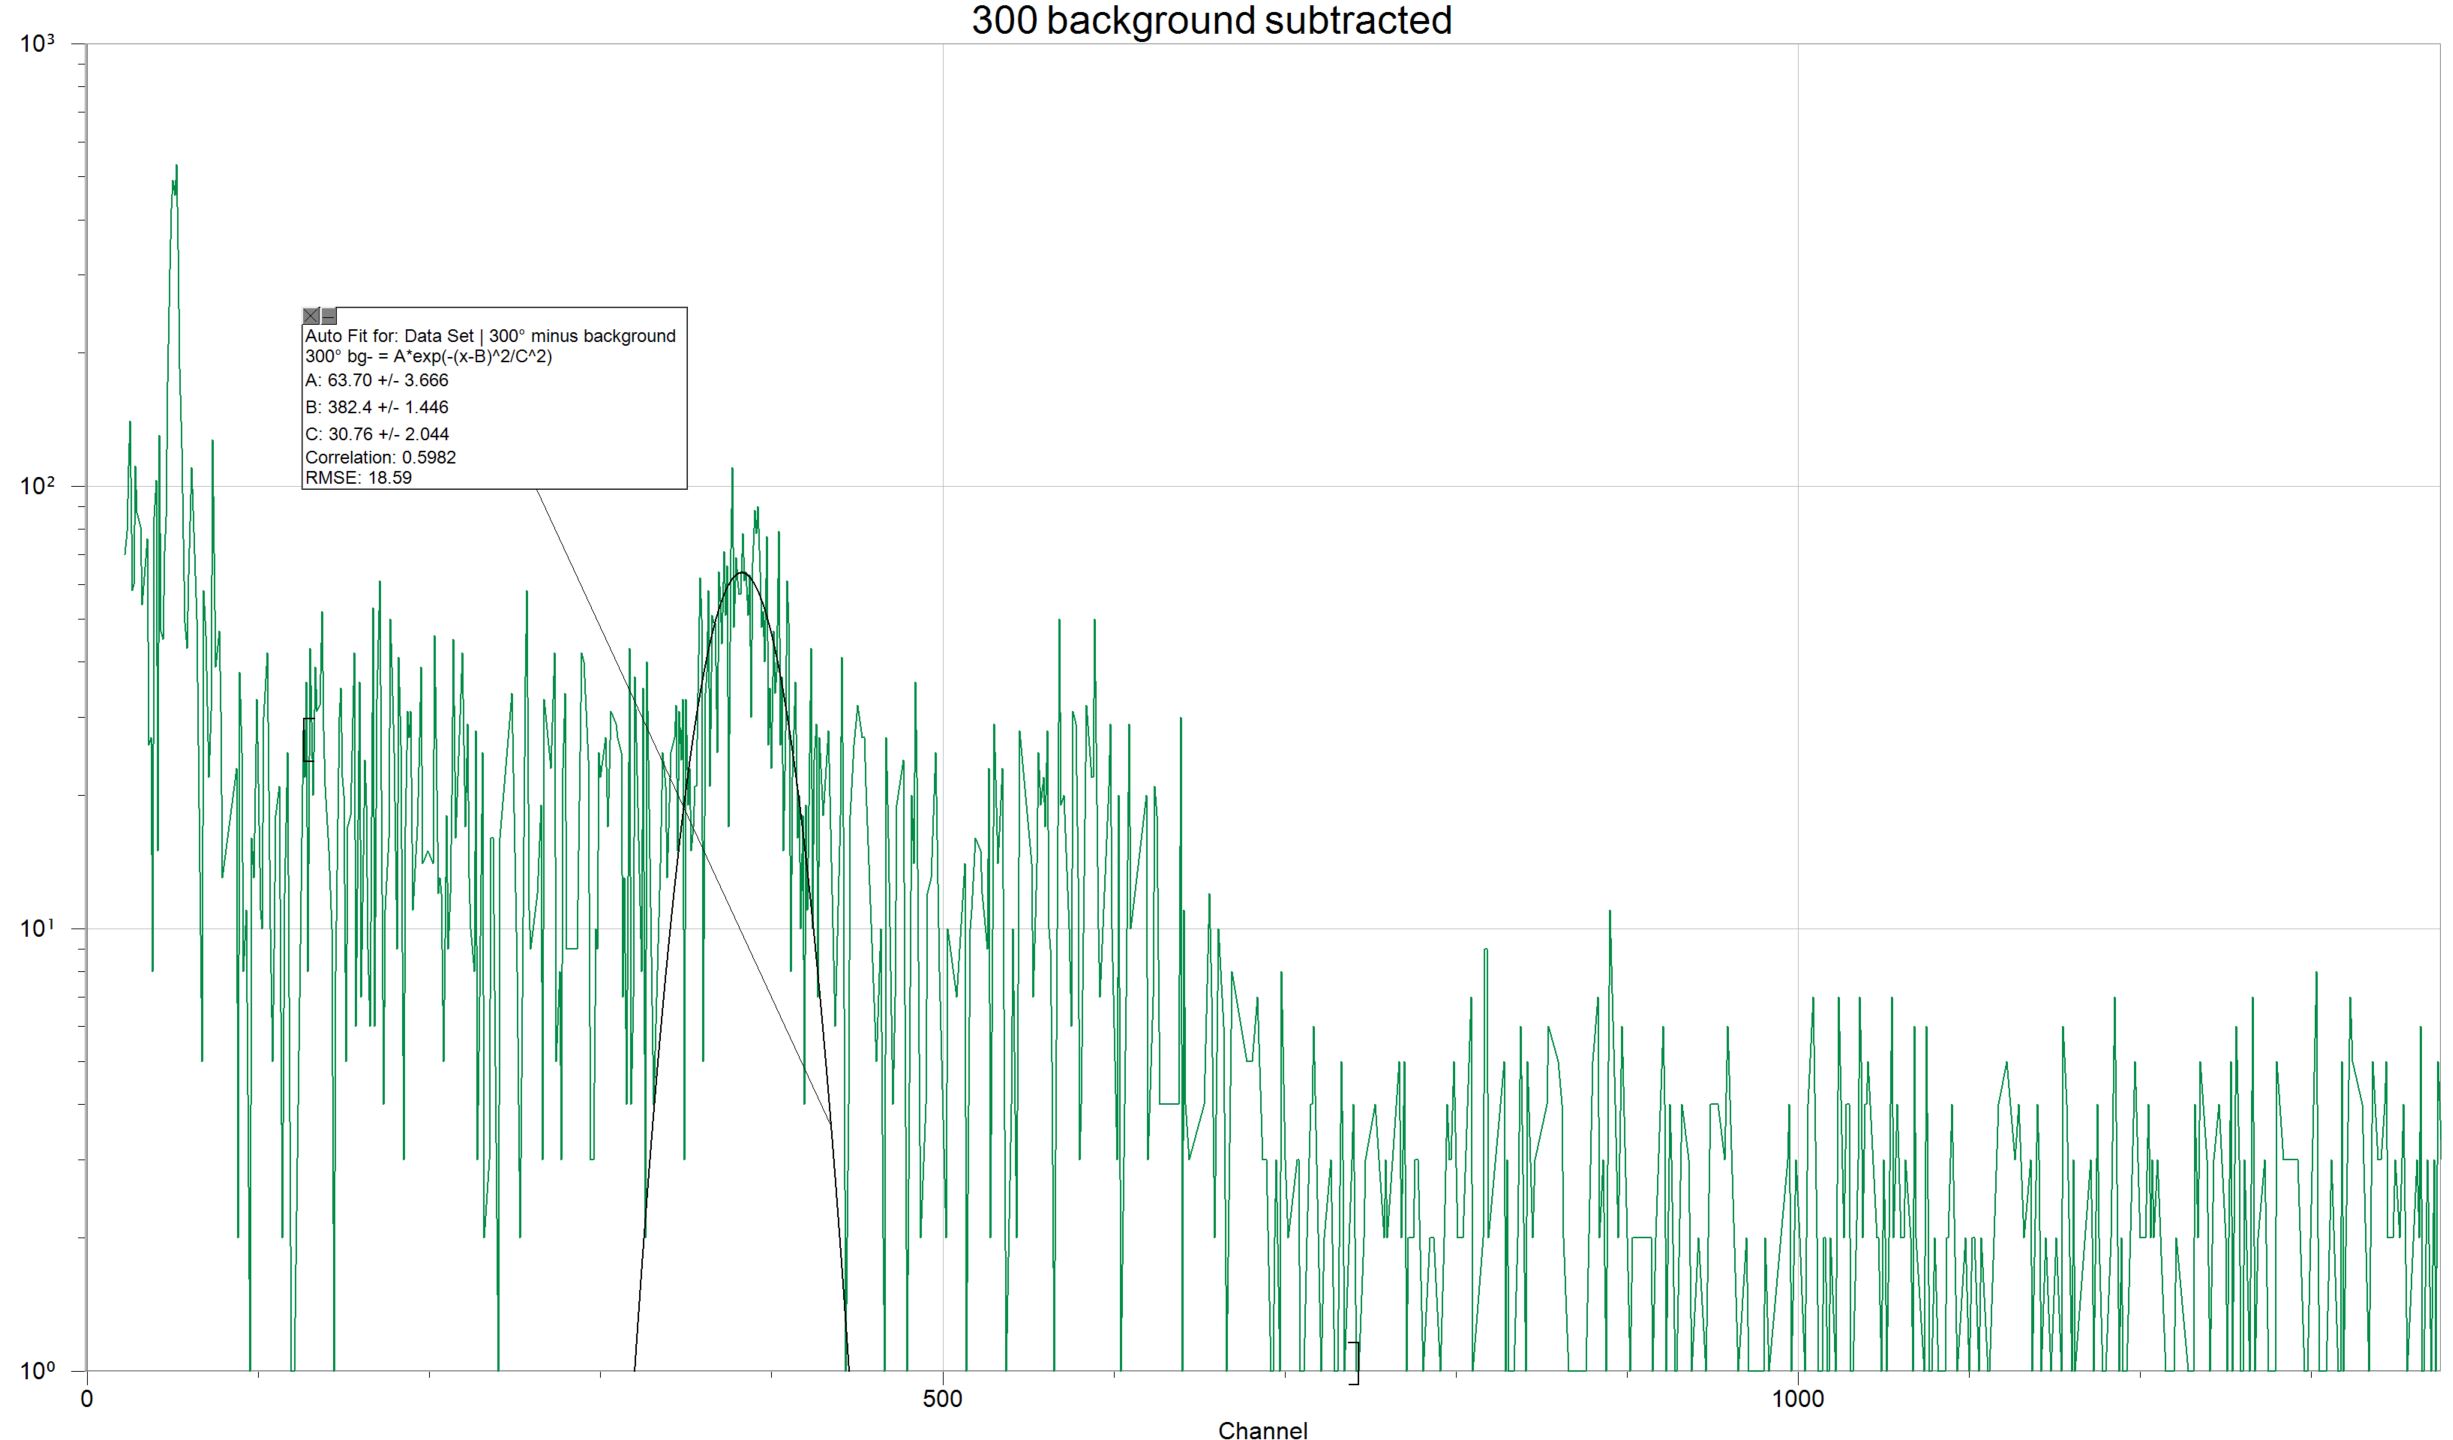 300 background subtracted
10³
Auto Fit for: Data Set | 300° minus background
300° bg- = A*exp(-(x-B)^2/C^2)
A: 63.70 +/- 3.666
B: 382.4 +/- 1.446
C: 30.76 +/- 2.044
Correlation: 0.5982
RMSE: 18.59
10²
10¹
10⁰
0 500 1000
Channel